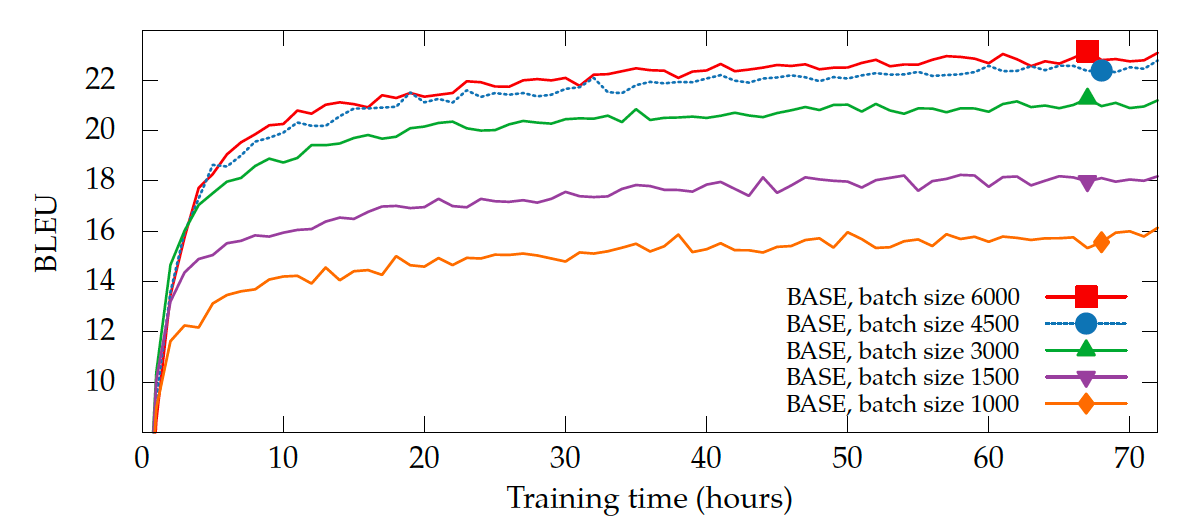 22
20
18
16
14
12
10
BLEU
BASE, batch size 6000
BASE, batch size 4500
BASE, batch size 3000
BASE, batch size 1500
BASE, batch size 1000
0 10 20 30 40 50 60 70
Training time (hours)